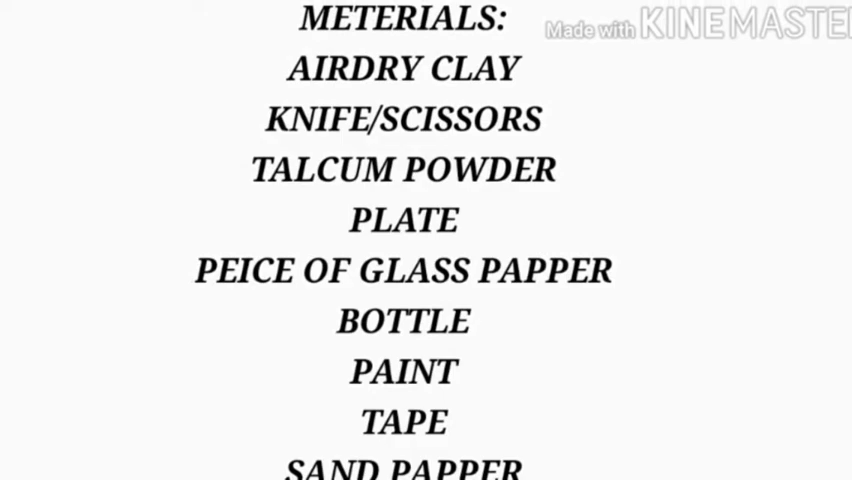 METERIALS:
Made with KINEMASTER
AIRDRY CLAY
KNIFE/SCISSORS
TALCUM POWDER
PLATE
PEICE OF GLASS PAPPER
BOTTLE
PAINT
TAPE
SAND PAPPER